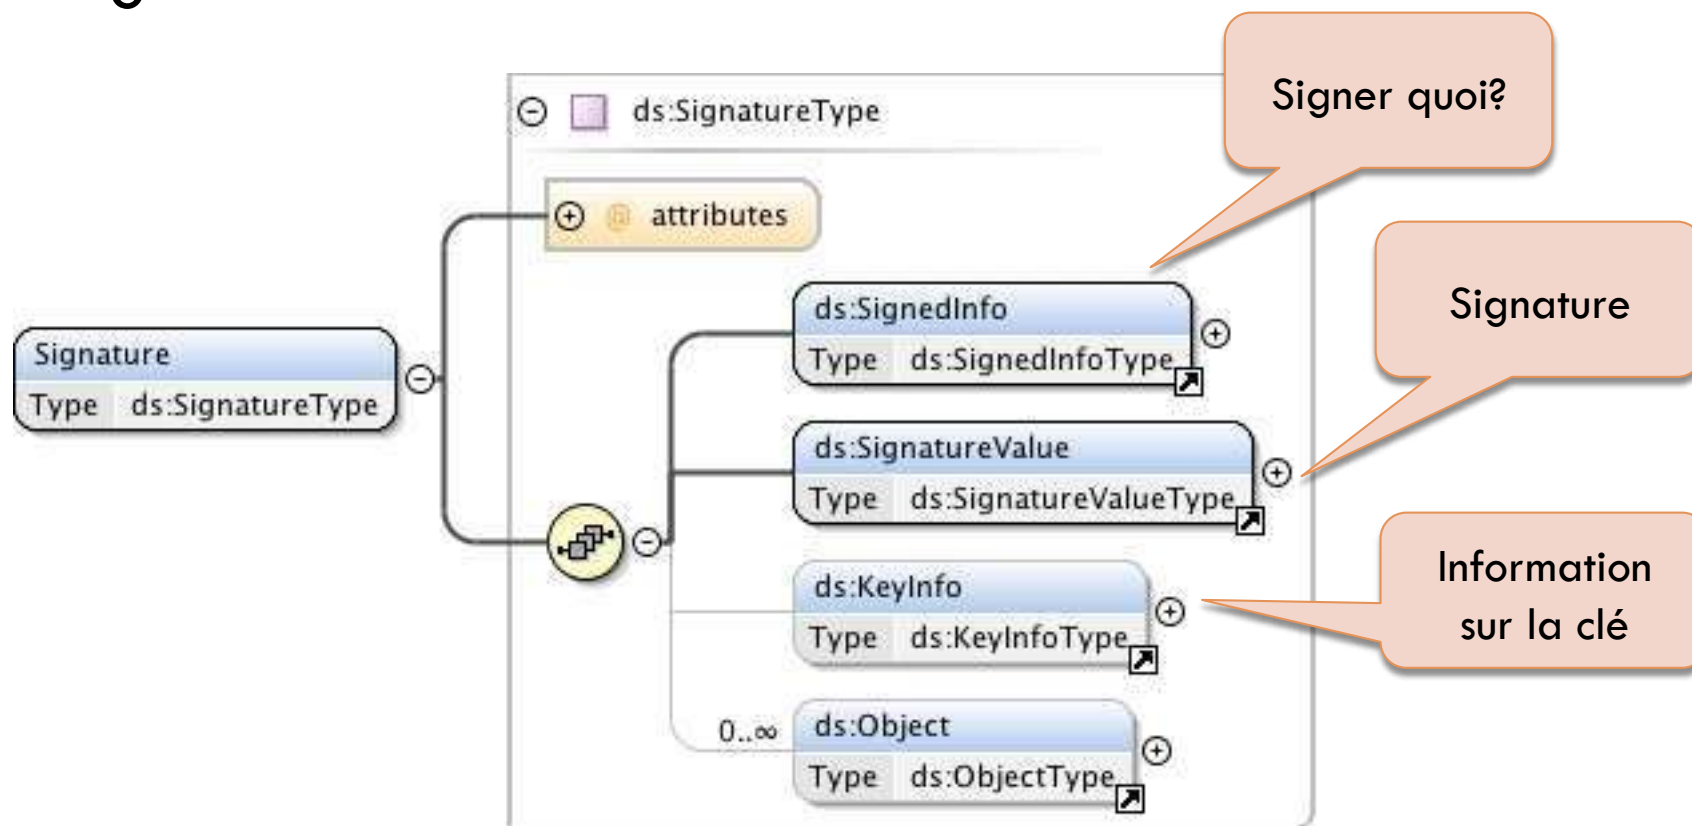 Signer quoi?
ds:SignatureType
@ attributes
Signature
ds:SignedInfo
Type ds:SignedInfoType
Signature
Type ds:SignatureType
ds:SignatureValue
Type ds:SignatureValueType
Information
sur la clé
ds:KeyInfo
Type ds:KeyInfoType
0..∞
ds:Object
Type ds:ObjectType